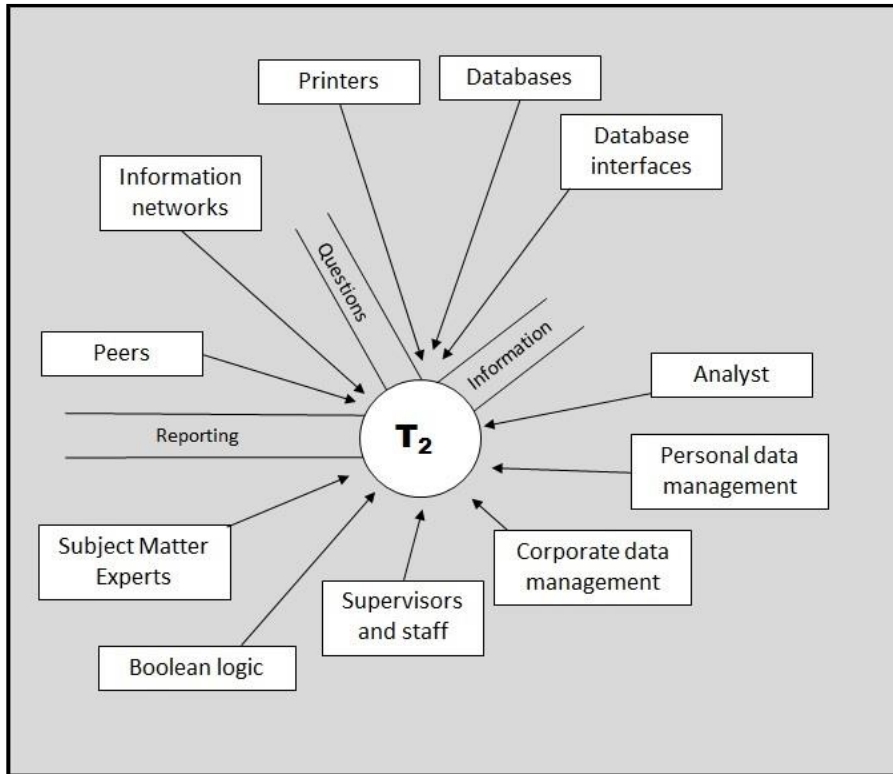 Printers
Databases
Database
interfaces
Information
networks
Questions
Information
Peers
Analyst
Reporting
T₂
Personal data
management
Subject Matter
Experts
Corporate data
management
Supervisors
and staff
Boolean logic